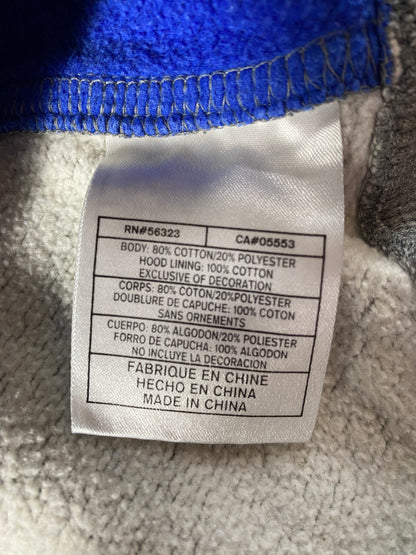 RN#56323 CA#05553
BODY: 80% COTTON/20% POLYESTER
HOOD LINING: 100% COTTON
EXCLUSIVE OF DECORATION
CORPS: 80% COTON/20%POLYESTER
DOUBLURE DE CAPUCHE: 100% COTON
SANS ORNEMENTS
CUERPO: 80% ALGODON/20% POLIESTER
FORRO DE CAPUCHA: 100% ALGODON
NO INCLUYE LA DECORACION
FABRIQUE EN CHINE
HECHO EN CHINA
MADE IN CHINA